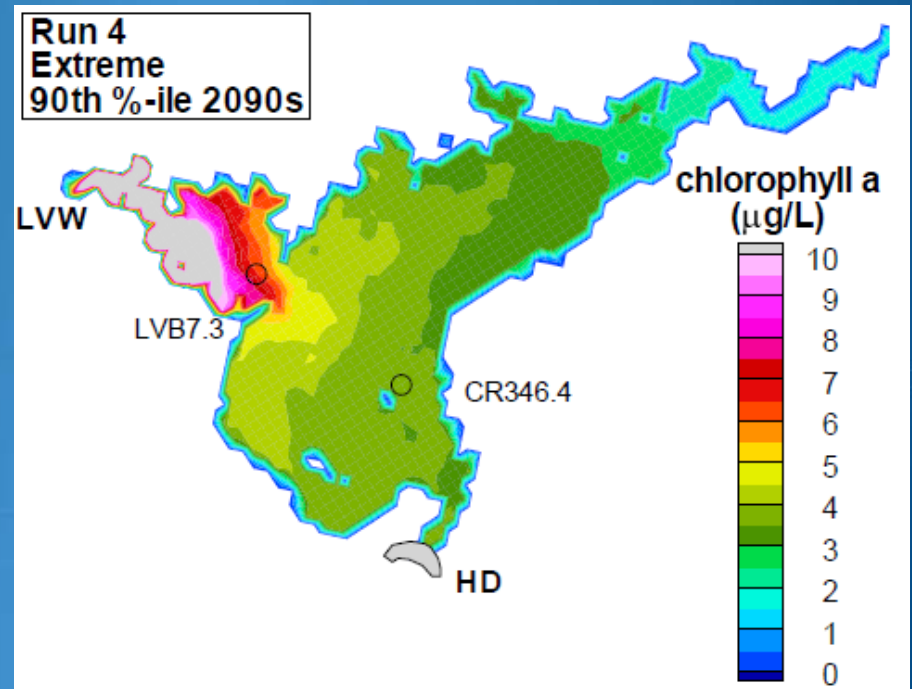 Run 4
Extreme
90th %-ile 2090s
LVW
LVB7.3
CR346.4
HD
chlorophyll a
(µg/L)
10
9
8
7
6
5
4
3
2
1
0